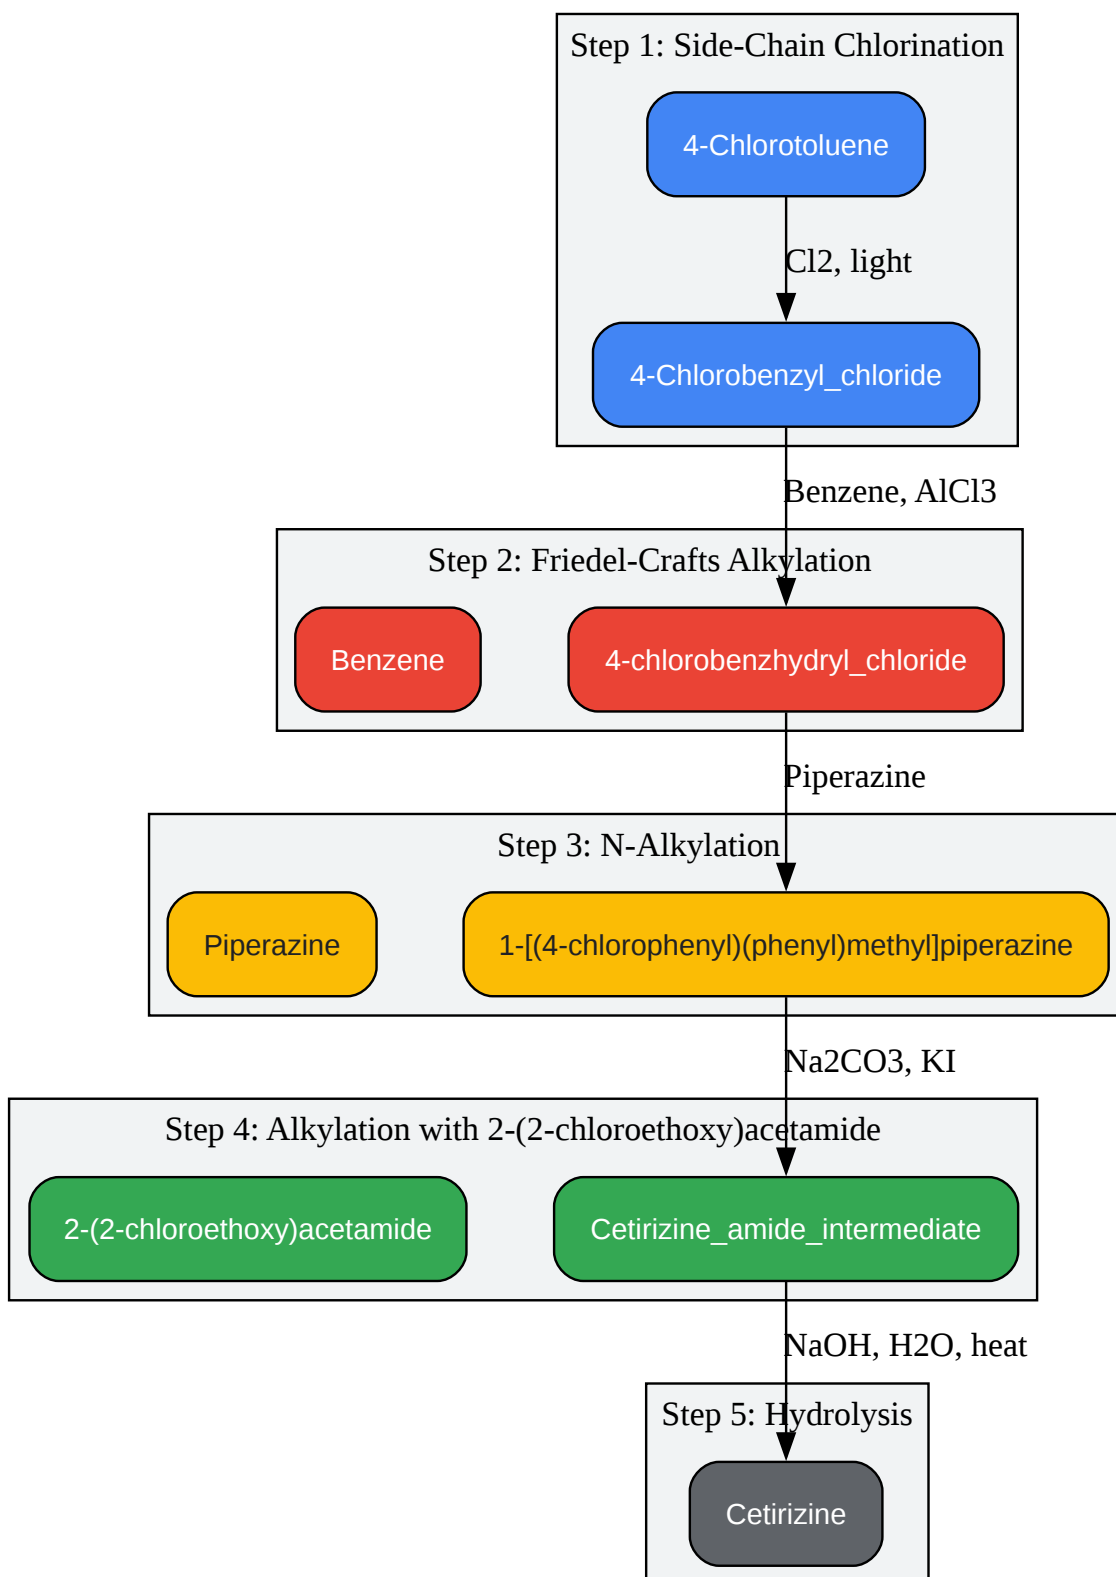 Step 1: Side-Chain Chlorination
4-Chlorotoluene
Cl2, light
4-Chlorobenzyl_chloride
Benzene, AlCl3
Step 2: Friedel-Crafts Alkylation
Benzene
4-chlorobenzhydryl_chloride
Piperazine
Step 3: N-Alkylation
Piperazine
1-[(4-chlorophenyl)(phenyl)methyl]piperazine
Na2CO3, KI
Step 4: Alkylation with 2-(2-chloroethoxy)acetamide
2-(2-chloroethoxy)acetamide
Cetirizine_amide_intermediate
NaOH, H2O, heat
Step 5: Hydrolysis
Cetirizine